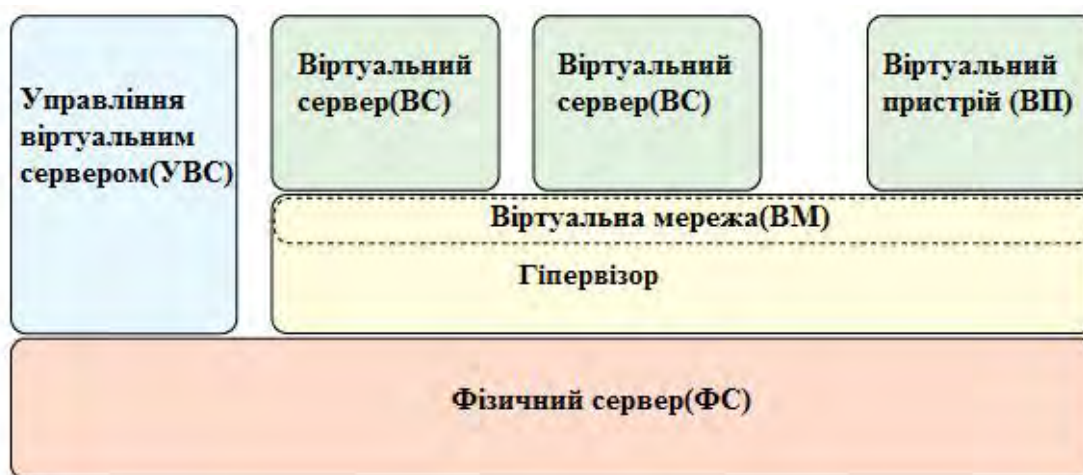 Управління
віртуальним
сервером(УВС)
Віртуальний
сервер(ВС)
Віртуальний
сервер(ВС)
Віртуальний
пристрій (ВП)
Віртуальна мережа(ВМ)
Гіпервізор
Фізичний сервер(ФС)